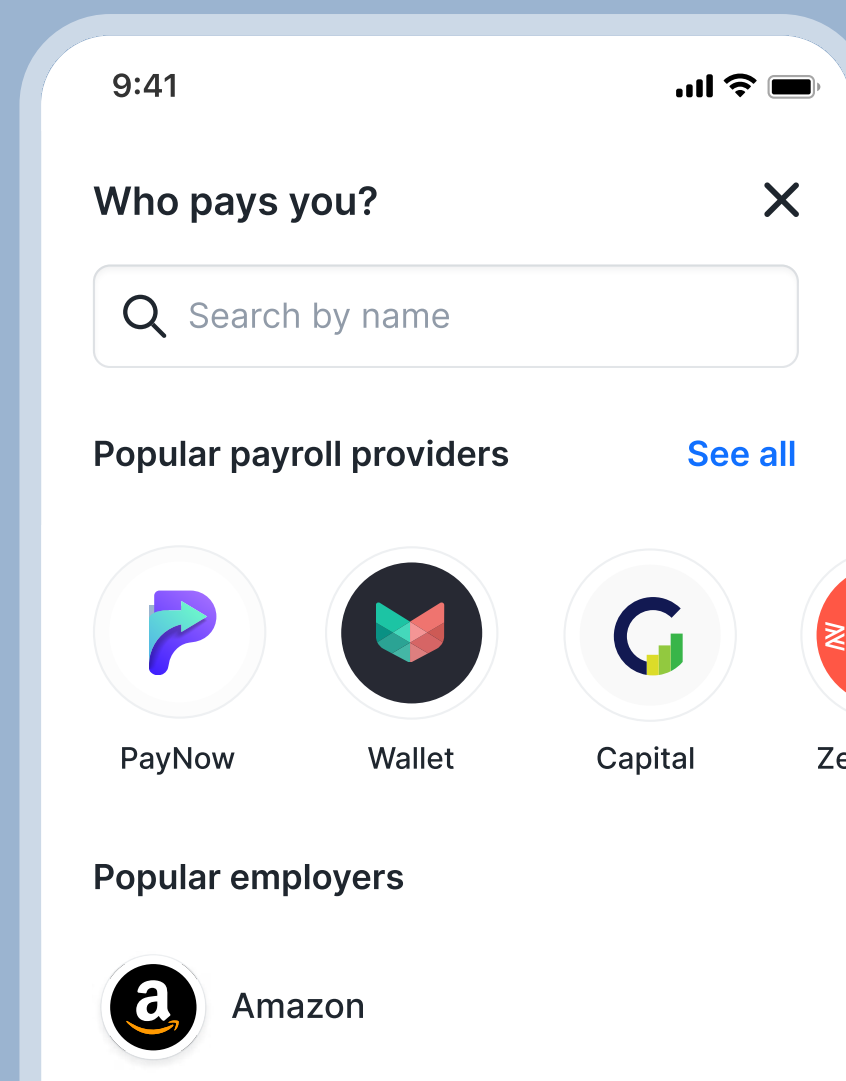 9:41
Who pays you?
Search by name
Popular payroll providers
See all
PayNow
Wallet
Capital
Ze
Popular employers
a
Amazon